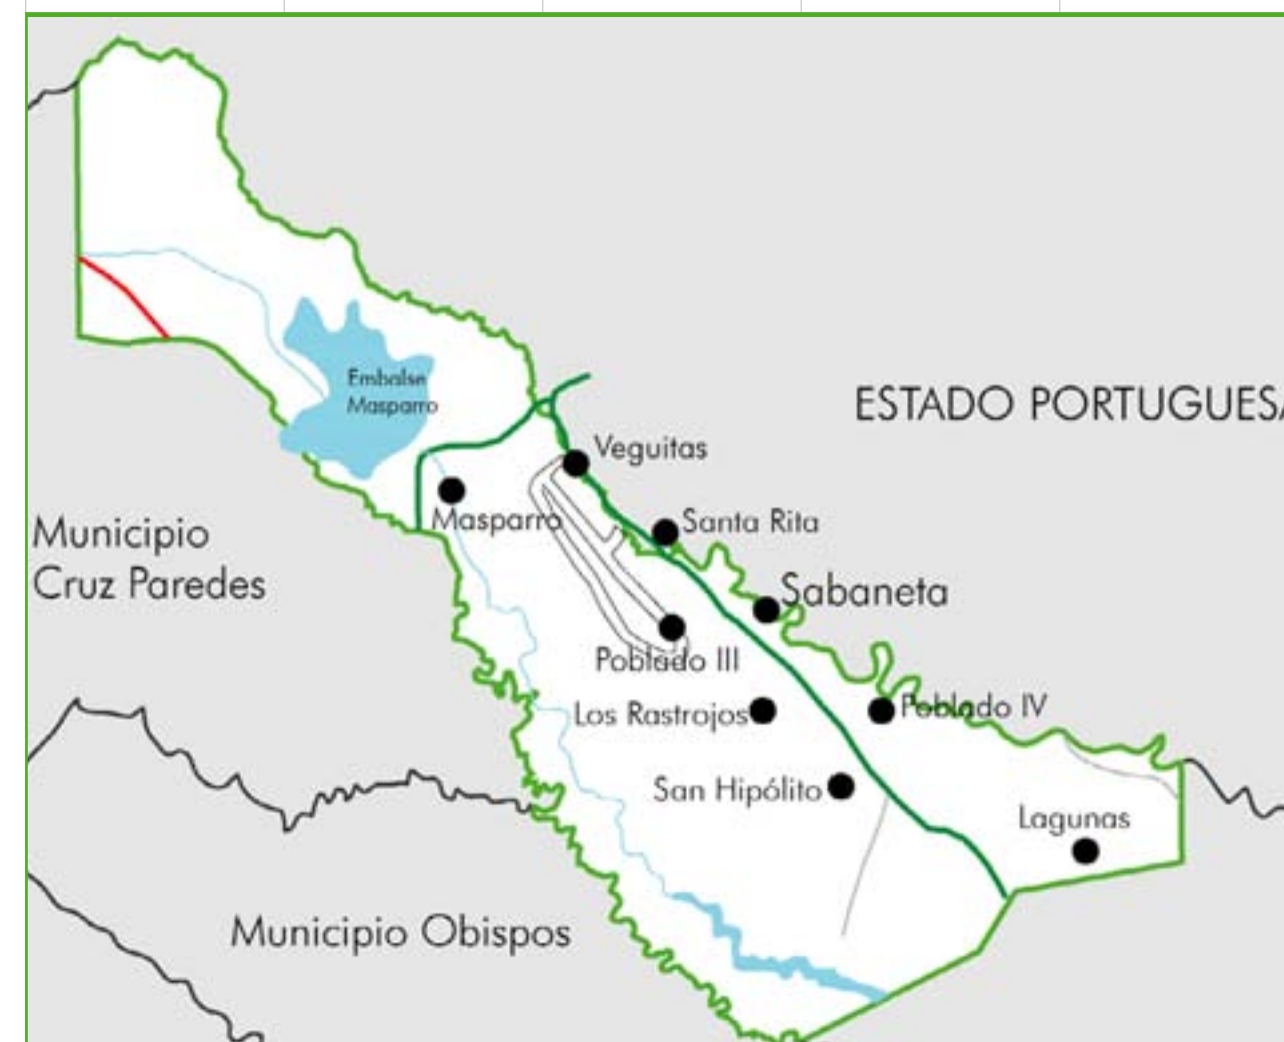 Embalse
Masparro
ESTADO PORTUGUESA
Veguitas
Masparro
Santa Rita
Municipio
Cruz Paredes
Sabaneta
Poblado III
Los Rastrojos
Poblado IV
San Hipólito
Lagunas
Municipio Obispos